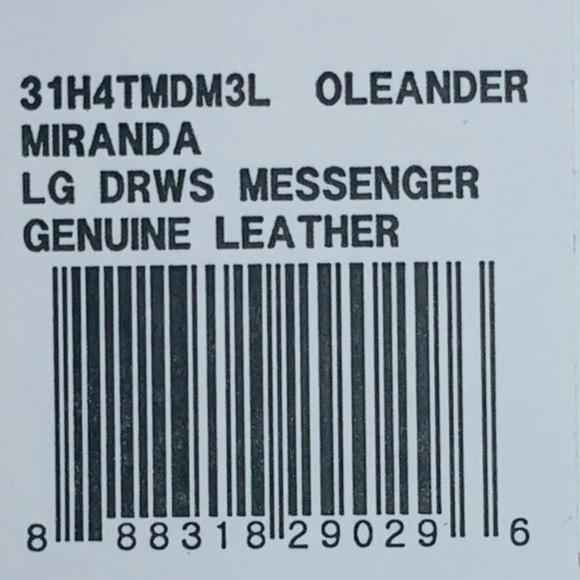 31H4TMDM3L OLEANDER
MIRANDA
LG DRWS MESSENGER
GENUINE LEATHER
8 88318 29029 6